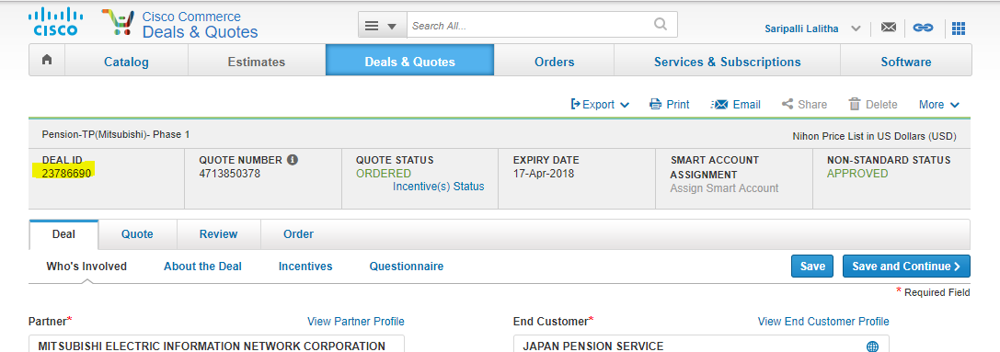 CISCO
Cisco Commerce
Deals & Quotes
Search All...
Saripalli Lalitha
Catalog
Estimates
Deals & Quotes
Orders
Services & Subscriptions
Software
Export
Print
Email
Share
Delete
More
Pension-TP(Mitsubishi)- Phase 1
Nihon Price List in US Dollars (USD)
DEAL ID
23786690
QUOTE NUMBER
4713850378
QUOTE STATUS
ORDERED
Incentive(s) Status
EXPIRY DATE
17-Apr-2018
SMART ACCOUNT
ASSIGNMENT
Assign Smart Account
NON-STANDARD STATUS
APPROVED
Deal
Quote
Review
Order
Who's Involved
About the Deal
Incentives
Questionnaire
Save
Save and Continue
* Required Field
Partner*
View Partner Profile
End Customer*
View End Customer Profile
MITSUBISHI ELECTRIC INFORMATION NETWORK CORPORATION
JAPAN PENSION SERVICE